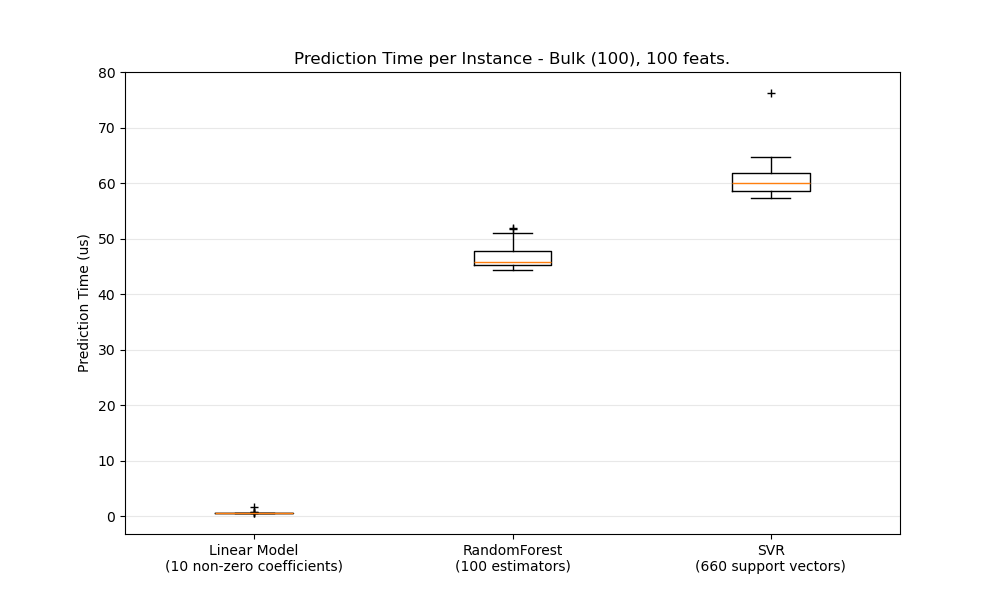 Prediction Time per Instance - Bulk (100), 100 feats.
80
70
60
50
40
30
20
10
0
Prediction Time (us)
Linear Model
(10 non-zero coefficients)
RandomForest
(100 estimators)
SVR
(660 support vectors)